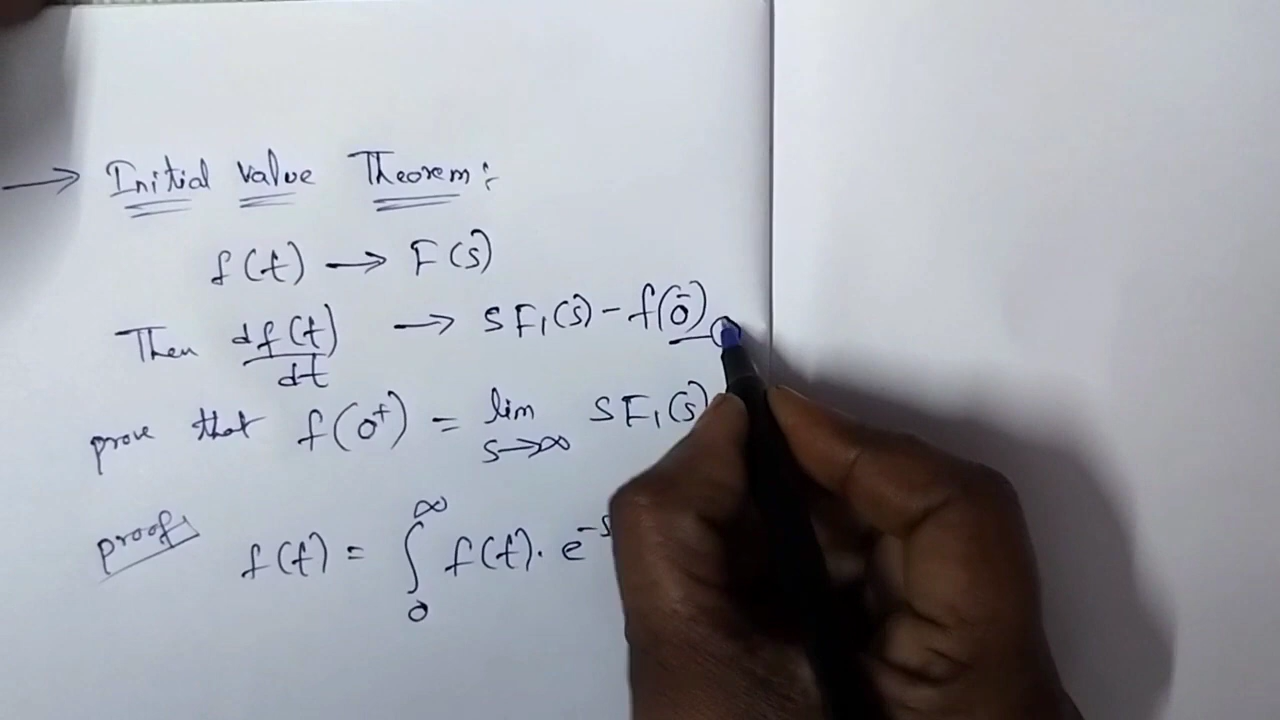 → Initial value Theorem:
f(t) → F(s)
Then df(t)/dt → SF₁(s) - f(0⁻)
prove that f(0⁺) = lim s→∞ SF₁(s)
proof f(t) = ∫₀^∞ f(t). e^-s